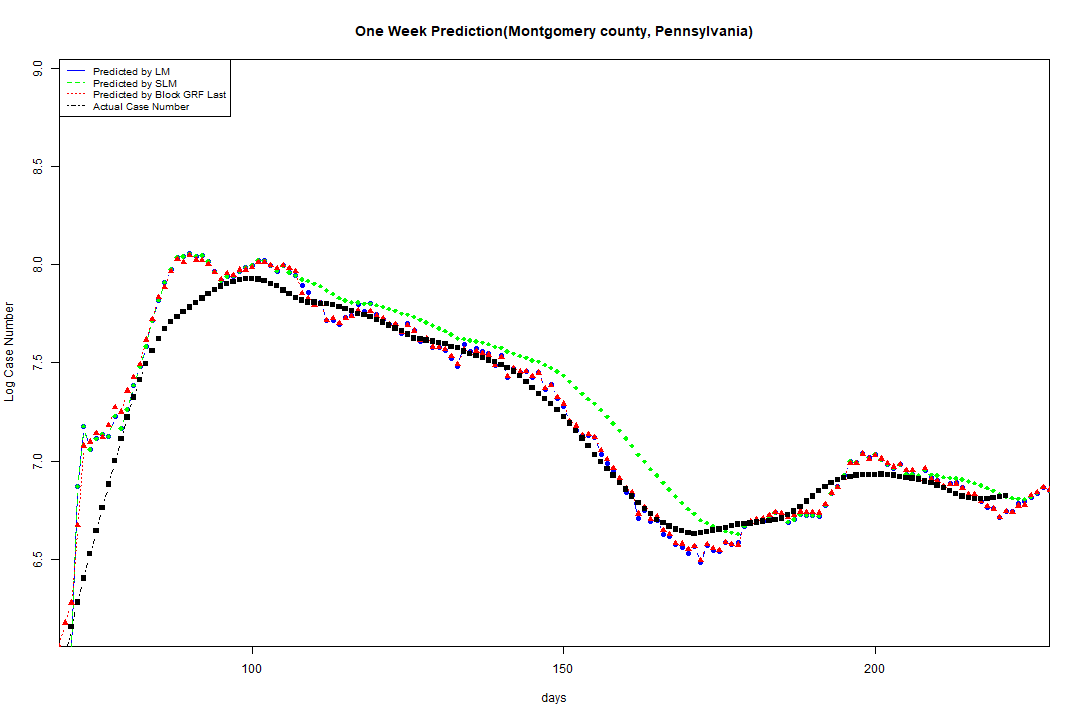 One Week Prediction(Montgomery county, Pennsylvania)
Predicted by LM
Predicted by SLM
Predicted by Block GRF Last
Actual Case Number
9.0
8.5
8.0
7.5
7.0
6.5
Log Case Number
100 150 200
days